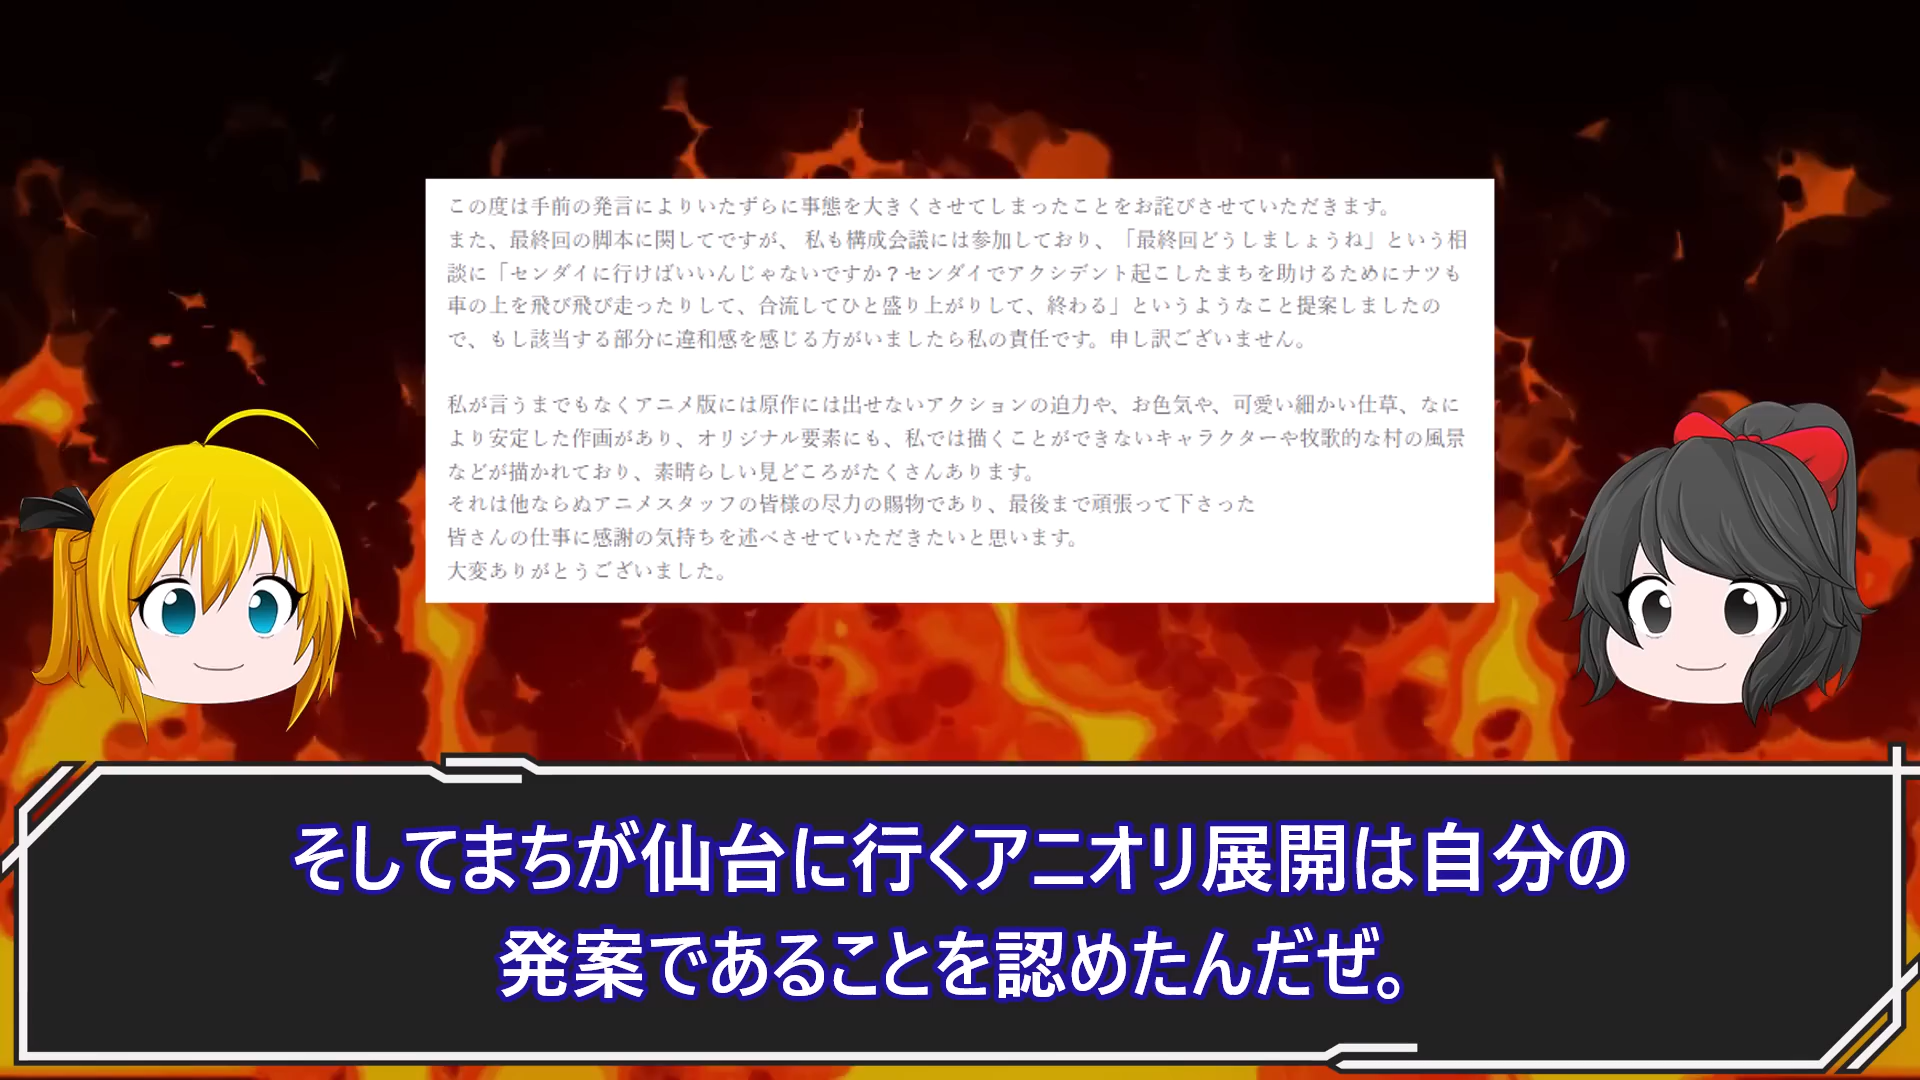 この度は手前の発言によりいたずらに事態を大きくさせてしまったことをお詫びさせていただきます。
また、最終回の脚本に関してですが、 私も構成会議には参加しており、「最終回どうしましょうね」という相
談に「センダイに行けばいいんじゃないですか？センダイでアクシデント起こしたまちを助けるためにナツも
車の上を飛び飛び走ったりして、合流してひと盛り上がりして、終わる」というようなこと提案しましたの
で、もし該当する部分に違和感を感じる方がいましたら私の責任です。申し訳ございません。
私が言うまでもなくアニメ版には原作には出せないアクションの迫力や、お色気や、可愛い細かい仕草、なに
より安定した作画があり、オリジナル要素にも、私では描くことができないキャラクターや牧歌的な村の風景
などが描かれており、素晴らしい見どころがたくさんあります。
それは他ならぬアニメスタッフの皆様の尽力の賜物であり、最後まで頑張って下さった
皆さんの仕事に感謝の気持ちを述べさせていただきたいと思います。
大変ありがとうございました。
そしてまちが仙台に行くアニオリ展開は自分の
発案であることを認めたんだぜ。